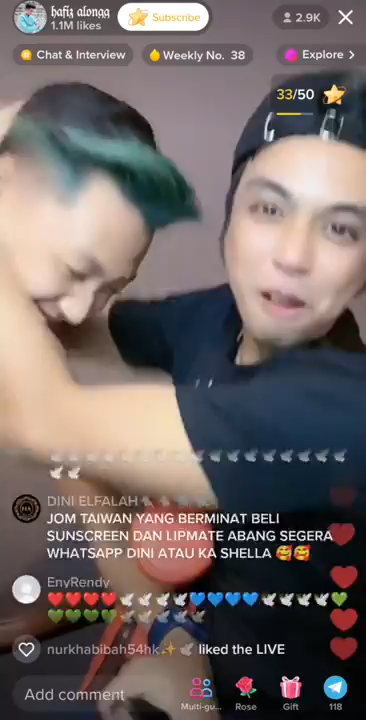 hafiz alongg
1.1M likes
Subscribe
2.9K
Chat & Interview
Weekly No. 38
Explore >
33/50
DINI ELFALAH
JOM TAIWAN YANG BERMINAT BELI
SUNSCREEN DAN LIPMATE ABANG SEGERA
WHATSAPP DINI ATAU KA SHELLA 🥰🥰
EnyRendy
❤️❤️❤️❤️🕊🕊🕊🕊💙💙💙💙🕊🕊🕊🕊💚
💚💚💚💚🕊🕊🕊🕊🕊
nurkhabibah54hk✨🕊 liked the LIVE
Add comment
Multi-gu...
Rose
Gift
118